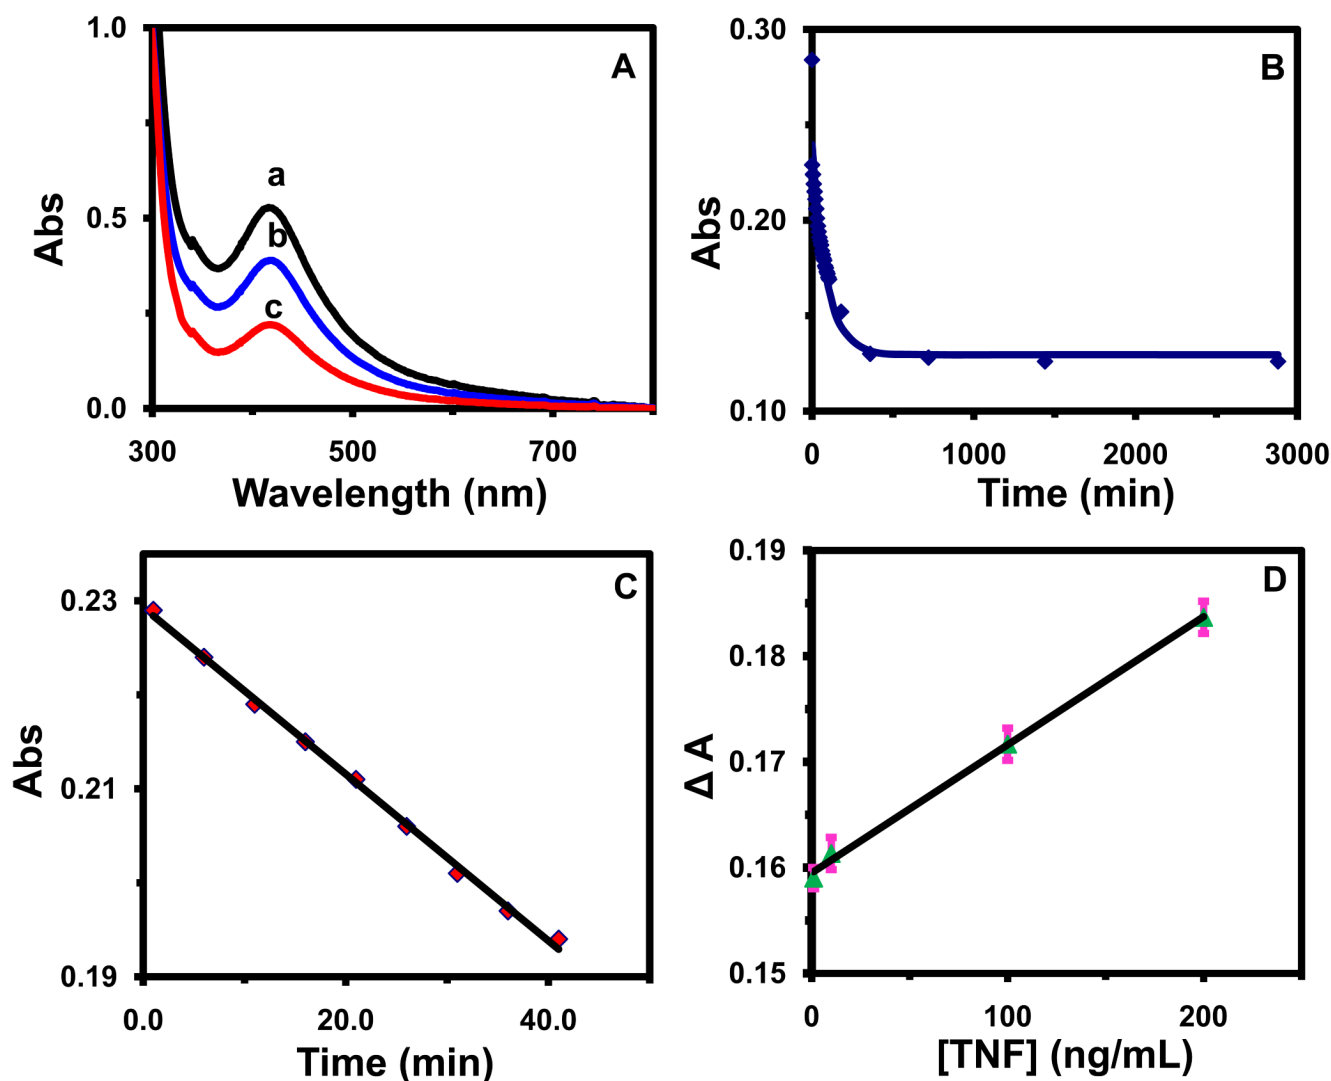 A
1.0
0.5
0.0
Abs
a
b
c
300
500
700
Wavelength (nm)
B
0.30
0.20
0.10
Abs
0
1000
2000
3000
Time (min)
C
0.23
0.21
0.19
Abs
0.0
20.0
40.0
Time (min)
D
0.19
0.18
0.17
0.16
0.15
Δ A
0
100
200
[TNF] (ng/mL)